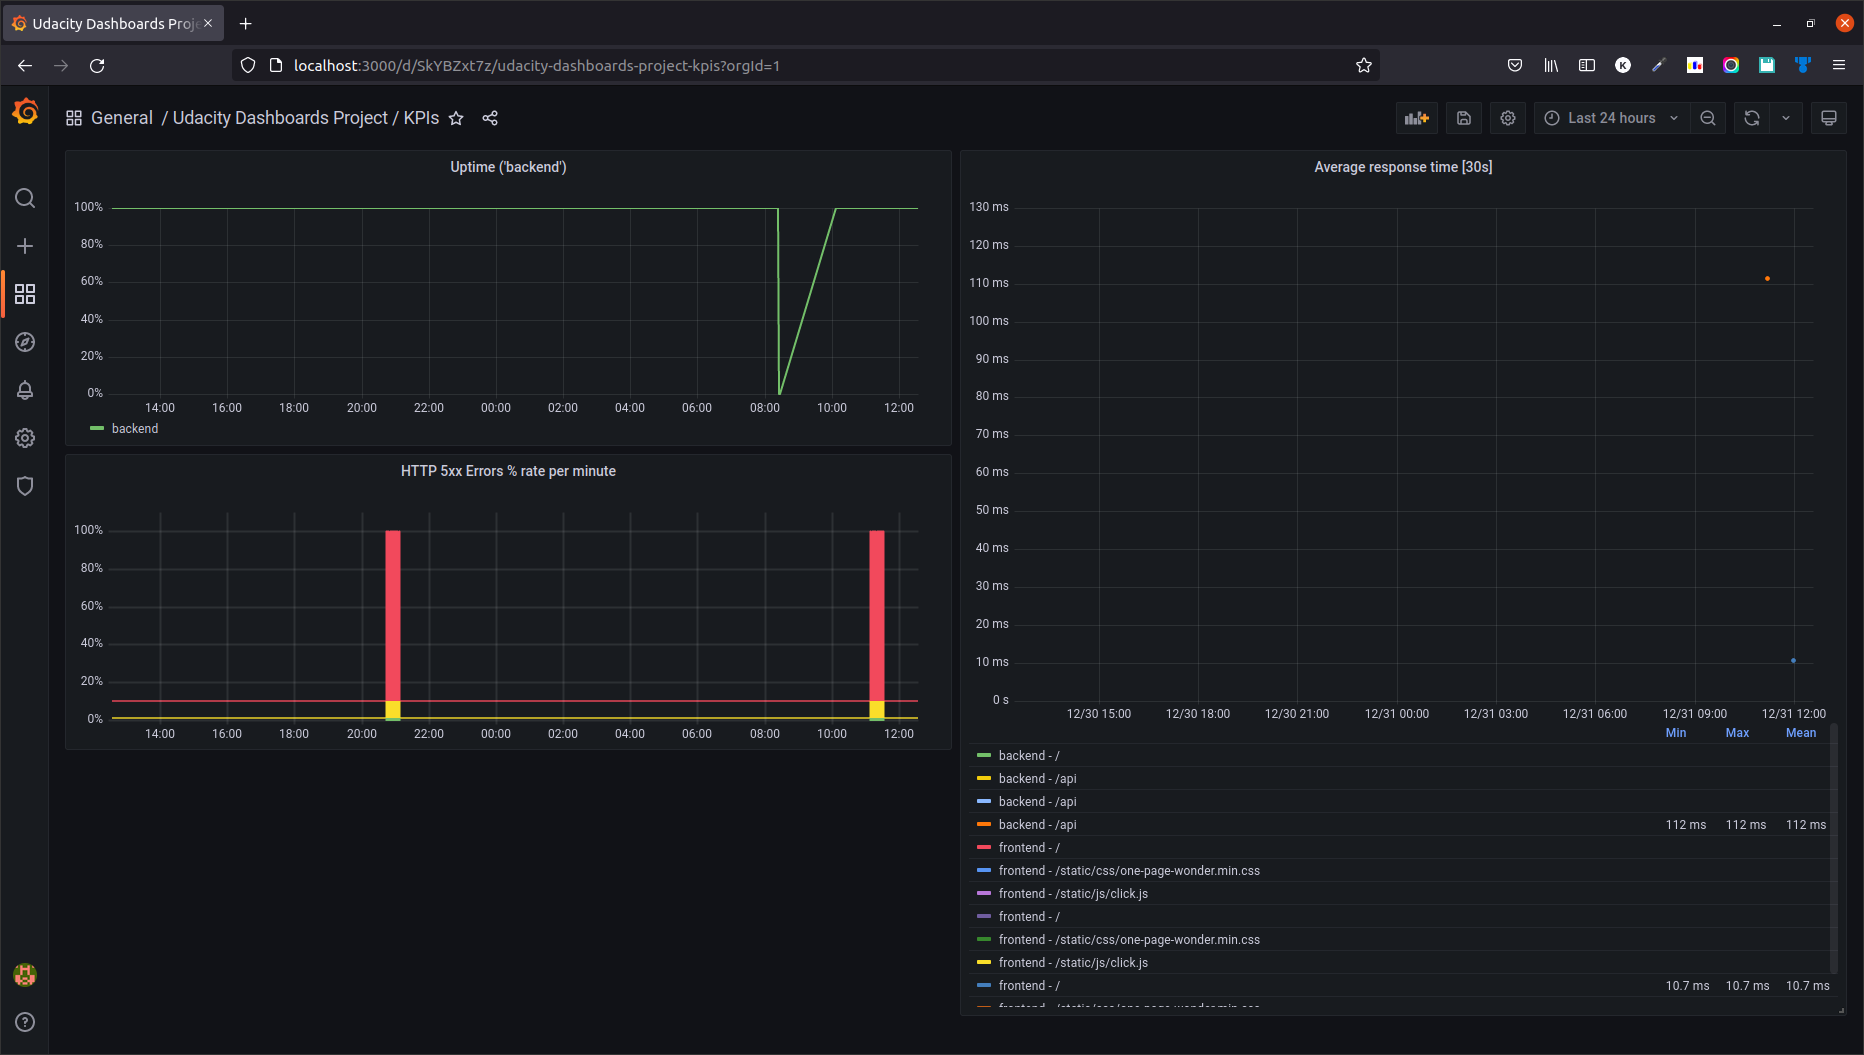 Udacity Dashboards Proje
localhost:3000/d/SkYBZxt7z/udacity-dashboards-project-kpis?orgId=1
K
General / Udacity Dashboards Project / KPIs
Last 24 hours
Uptime ('backend')
100%
80%
60%
40%
20%
0%
14:00 16:00 18:00 20:00 22:00 00:00 02:00 04:00 06:00 08:00 10:00 12:00
backend
HTTP 5xx Errors % rate per minute
100%
80%
60%
40%
20%
0%
14:00 16:00 18:00 20:00 22:00 00:00 02:00 04:00 06:00 08:00 10:00 12:00
Average response time [30s]
130 ms
120 ms
110 ms
100 ms
90 ms
80 ms
70 ms
60 ms
50 ms
40 ms
30 ms
20 ms
10 ms
0 s
12/30 15:00 12/30 18:00 12/30 21:00 12/31 00:00 12/31 03:00 12/31 06:00 12/31 09:00 12/31 12:00
Min Max Mean
backend - /
backend - /api
backend - /api
backend - /api 112 ms 112 ms 112 ms
frontend - /
frontend - /static/css/one-page-wonder.min.css
frontend - /static/js/click.js
frontend - /
frontend - /static/css/one-page-wonder.min.css
frontend - /static/js/click.js
frontend - / 10.7 ms 10.7 ms 10.7 ms
frontend - /static/css/one-page-wonder.min.css